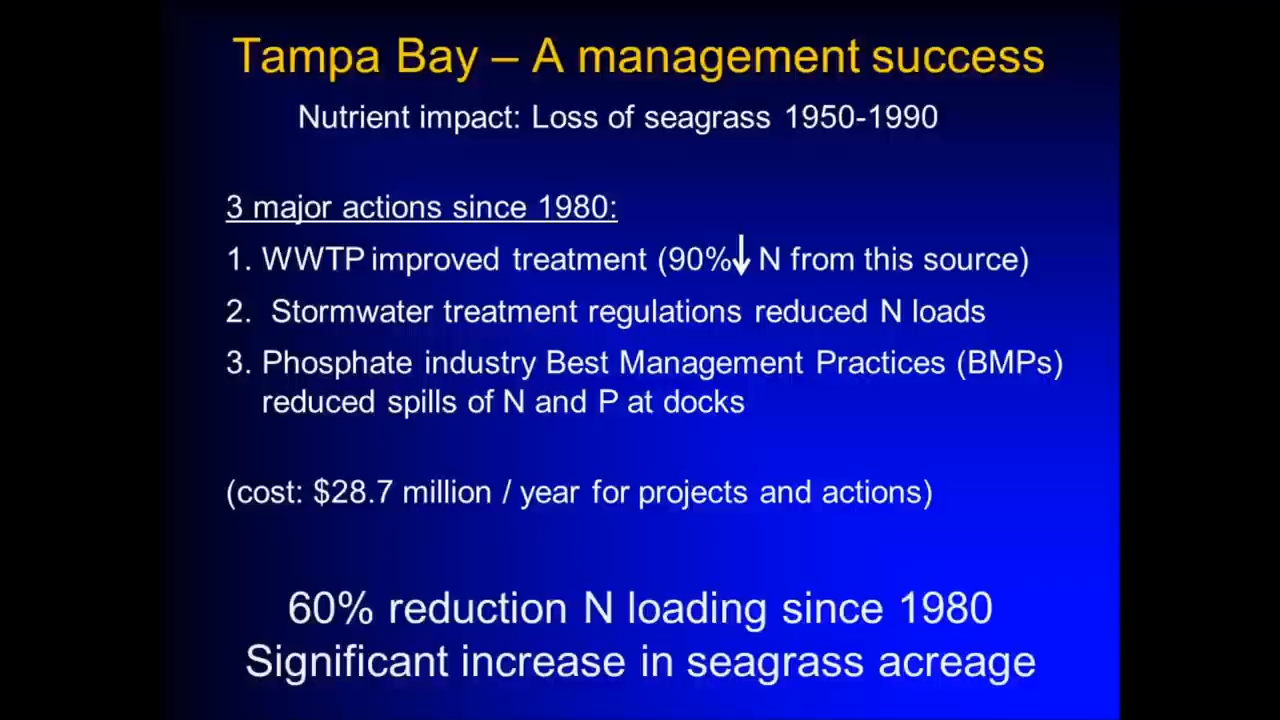 Tampa Bay – A management success
Nutrient impact: Loss of seagrass 1950-1990
3 major actions since 1980:
1. WWTP improved treatment (90%↓ N from this source)
2. Stormwater treatment regulations reduced N loads
3. Phosphate industry Best Management Practices (BMPs)
reduced spills of N and P at docks
(cost: $28.7 million / year for projects and actions)
60% reduction N loading since 1980
Significant increase in seagrass acreage